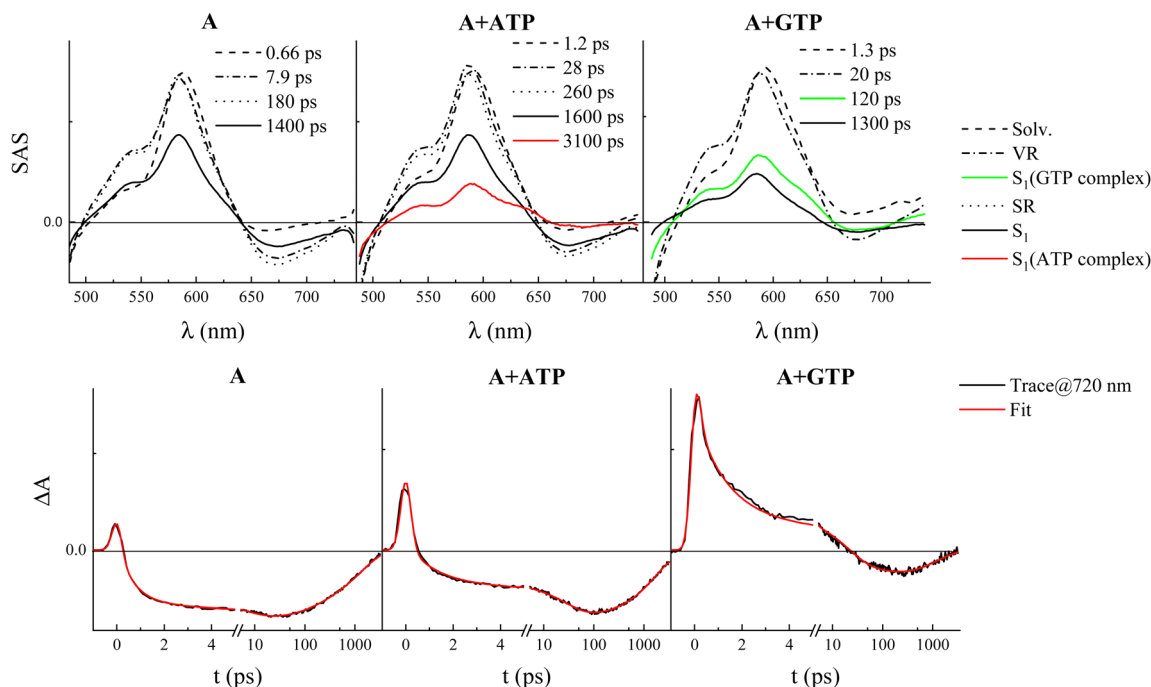 A
A+ATP
A+GTP
0.66 ps
7.9 ps
180 ps
1400 ps
1.2 ps
28 ps
260 ps
1600 ps
3100 ps
1.3 ps
20 ps
120 ps
1300 ps
SAS
0.0
500 550 600 650 700
500 550 600 650 700
500 550 600 650 700
λ (nm)
λ (nm)
λ (nm)
Solv.
VR
S₁(GTP complex)
SR
S₁
S₁(ATP complex)
A
A+ATP
A+GTP
ΔA
0.0
0 2 4 10 100 1000
0 2 4 10 100 1000
0 2 4 10 100 1000
t (ps)
t (ps)
t (ps)
Trace@720 nm
Fit